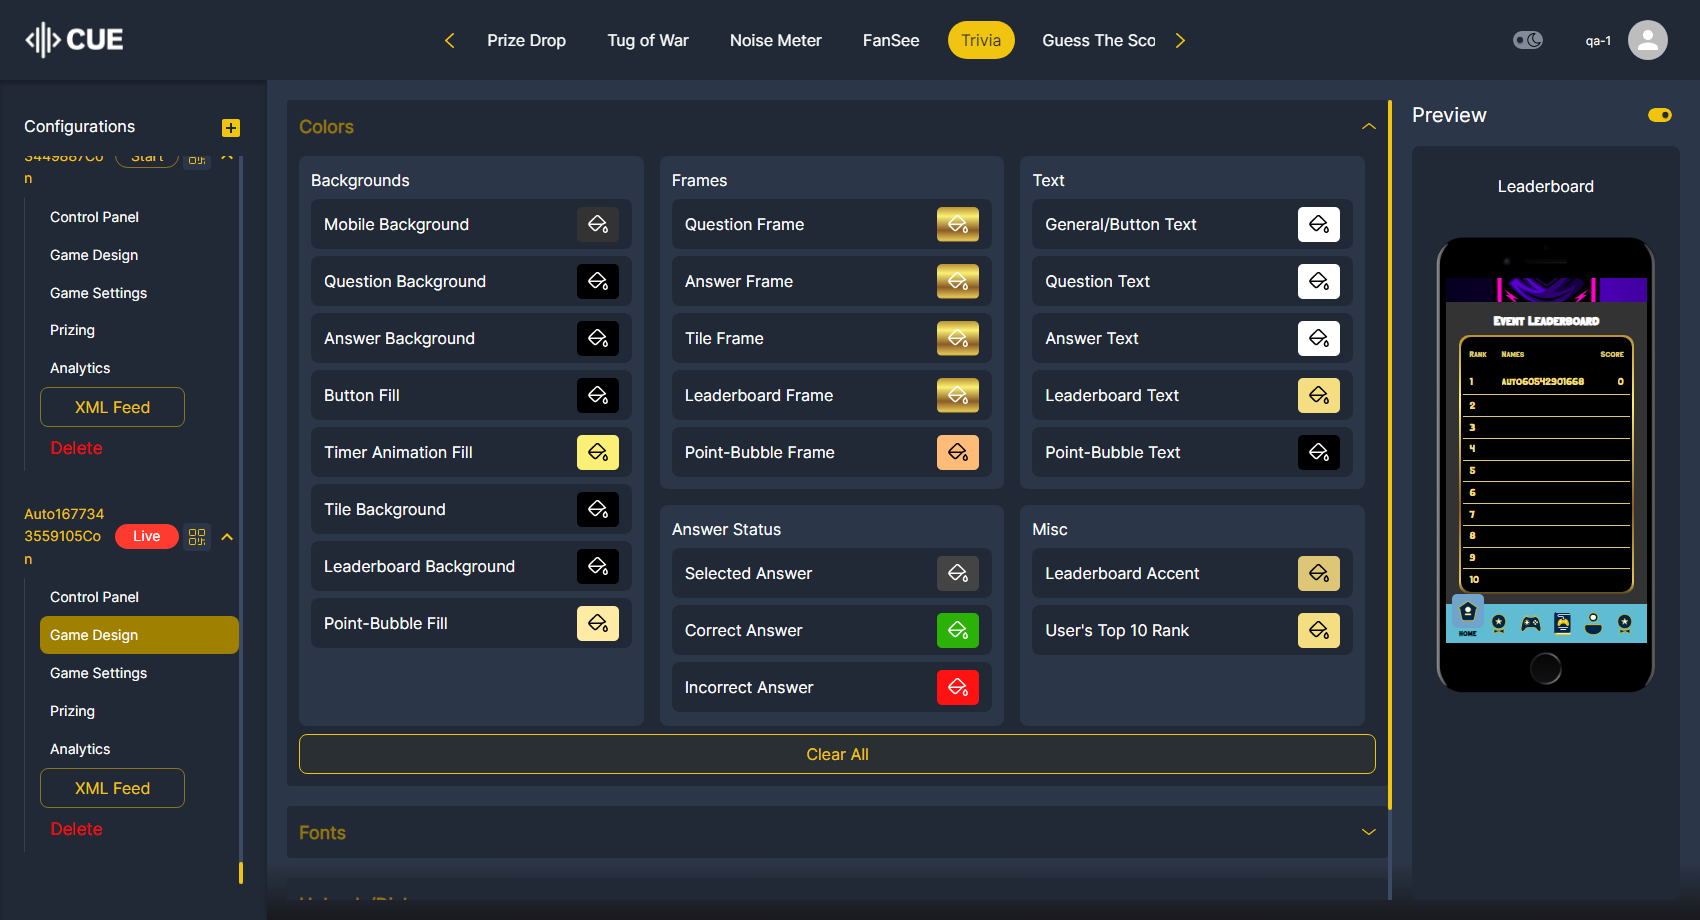 CUE
Prize Drop
Tug of War
Noise Meter
FanSee
Trivia
Guess The Sco
qa-1
Configurations
3449887Co
n
Start
Control Panel
Game Design
Game Settings
Prizing
Analytics
XML Feed
Delete
Auto167734
3559105Co
n
Live
Control Panel
Game Design
Game Settings
Prizing
Analytics
XML Feed
Delete
Colors
Backgrounds
Mobile Background
Question Background
Answer Background
Button Fill
Timer Animation Fill
Tile Background
Leaderboard Background
Point-Bubble Fill
Frames
Question Frame
Answer Frame
Tile Frame
Leaderboard Frame
Point-Bubble Frame
Text
General/Button Text
Question Text
Answer Text
Leaderboard Text
Point-Bubble Text
Answer Status
Selected Answer
Correct Answer
Incorrect Answer
Misc
Leaderboard Accent
User's Top 10 Rank
Clear All
Fonts
Preview
Leaderboard
Event Leaderboard
Rank Names Score
1 auto60542901668 0
2
3
4
5
6
7
8
9
10
HOME